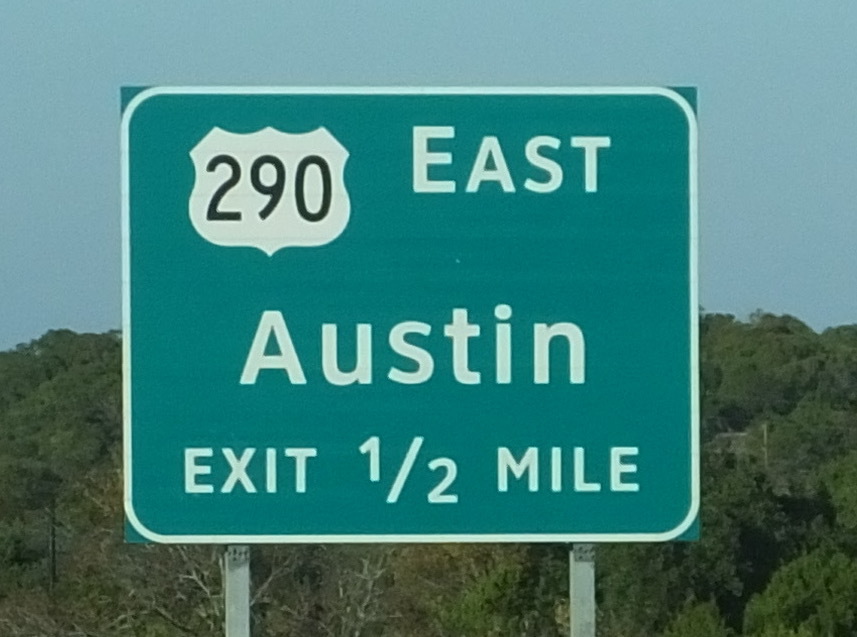 290 EAST
Austin
EXIT 1/2 MILE